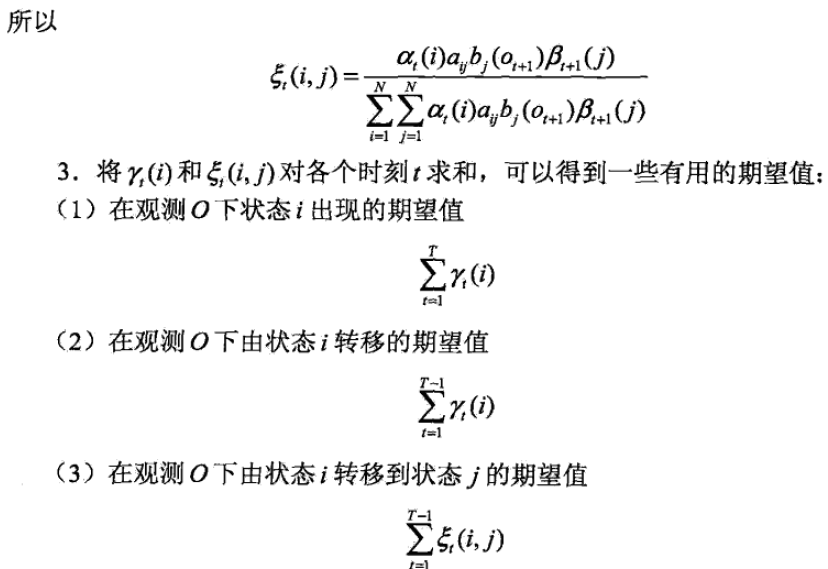 所以
$$\xi_t(i,j)=\frac{\alpha_t(i)a_{ij}b_j(o_{t+1})\beta_{t+1}(j)}{\sum_{i=1}^{N}\sum_{j=1}^{N}\alpha_t(i)a_{ij}b_j(o_{t+1})\beta_{t+1}(j)}$$
3．将 $\gamma_t(i)$ 和 $\xi_t(i,j)$ 对各个时刻 $t$ 求和，可以得到一些有用的期望值：
（1）在观测 $O$ 下状态 $i$ 出现的期望值
$$\sum_{t=1}^{T}\gamma_t(i)$$
（2）在观测 $O$ 下由状态 $i$ 转移的期望值
$$\sum_{t=1}^{T-1}\gamma_t(i)$$
（3）在观测 $O$ 下由状态 $i$ 转移到状态 $j$ 的期望值
$$\sum_{t=1}^{T-1}\xi_t(i,j)$$